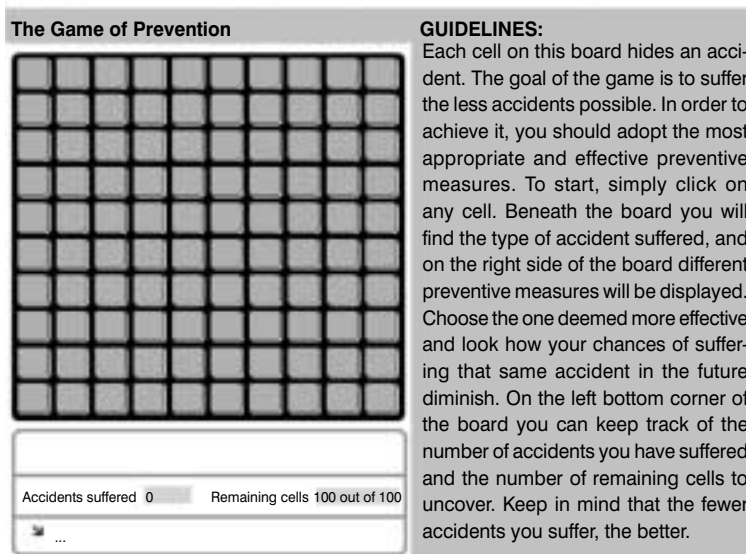 The Game of Prevention
Accidents suffered 0 Remaining cells 100 out of 100
...
GUIDELINES:
Each cell on this board hides an acci-
dent. The goal of the game is to suffer
the less accidents possible. In order to
achieve it, you should adopt the most
appropriate and effective preventive
measures. To start, simply click on
any cell. Beneath the board you will
find the type of accident suffered, and
on the right side of the board different
preventive measures will be displayed.
Choose the one deemed more effective
and look how your chances of suffer-
ing that same accident in the future
diminish. On the left bottom corner of
the board you can keep track of the
number of accidents you have suffered
and the number of remaining cells to
uncover. Keep in mind that the fewer
accidents you suffer, the better.